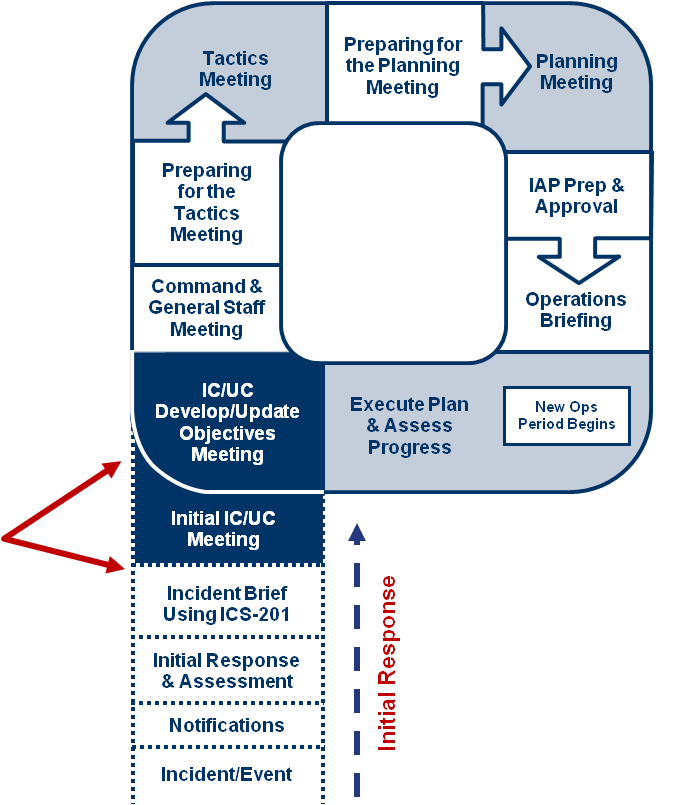 Tactics
Meeting
Preparing for
the Planning
Meeting
Planning
Meeting
Preparing
for the
Tactics
Meeting
IAP Prep &
Approval
Command &
General Staff
Meeting
Operations
Briefing
IC/UC
Develop/Update
Objectives
Meeting
Execute Plan
& Assess
Progress
New Ops
Period Begins
Initial IC/UC
Meeting
Incident Brief
Using ICS-201
Initial Response
& Assessment
Notifications
Incident/Event
Initial Response